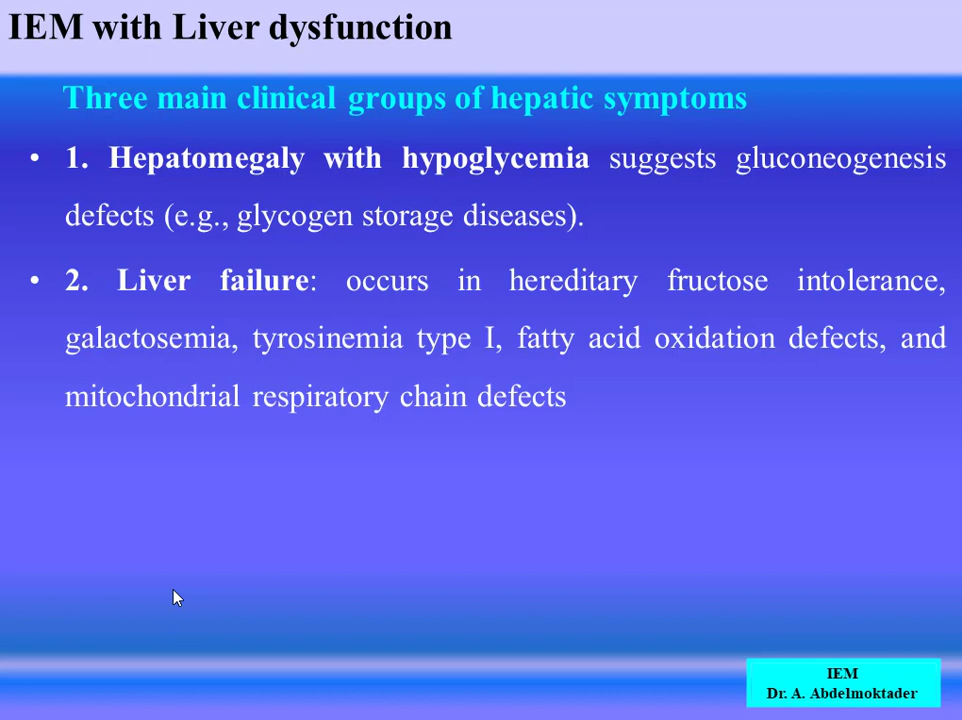 IEM with Liver dysfunction
Three main clinical groups of hepatic symptoms
• 1. Hepatomegaly with hypoglycemia suggests gluconeogenesis
defects (e.g., glycogen storage diseases).
• 2. Liver failure: occurs in hereditary fructose intolerance,
galactosemia, tyrosinemia type I, fatty acid oxidation defects, and
mitochondrial respiratory chain defects
IEM
Dr. A. Abdelmoktader